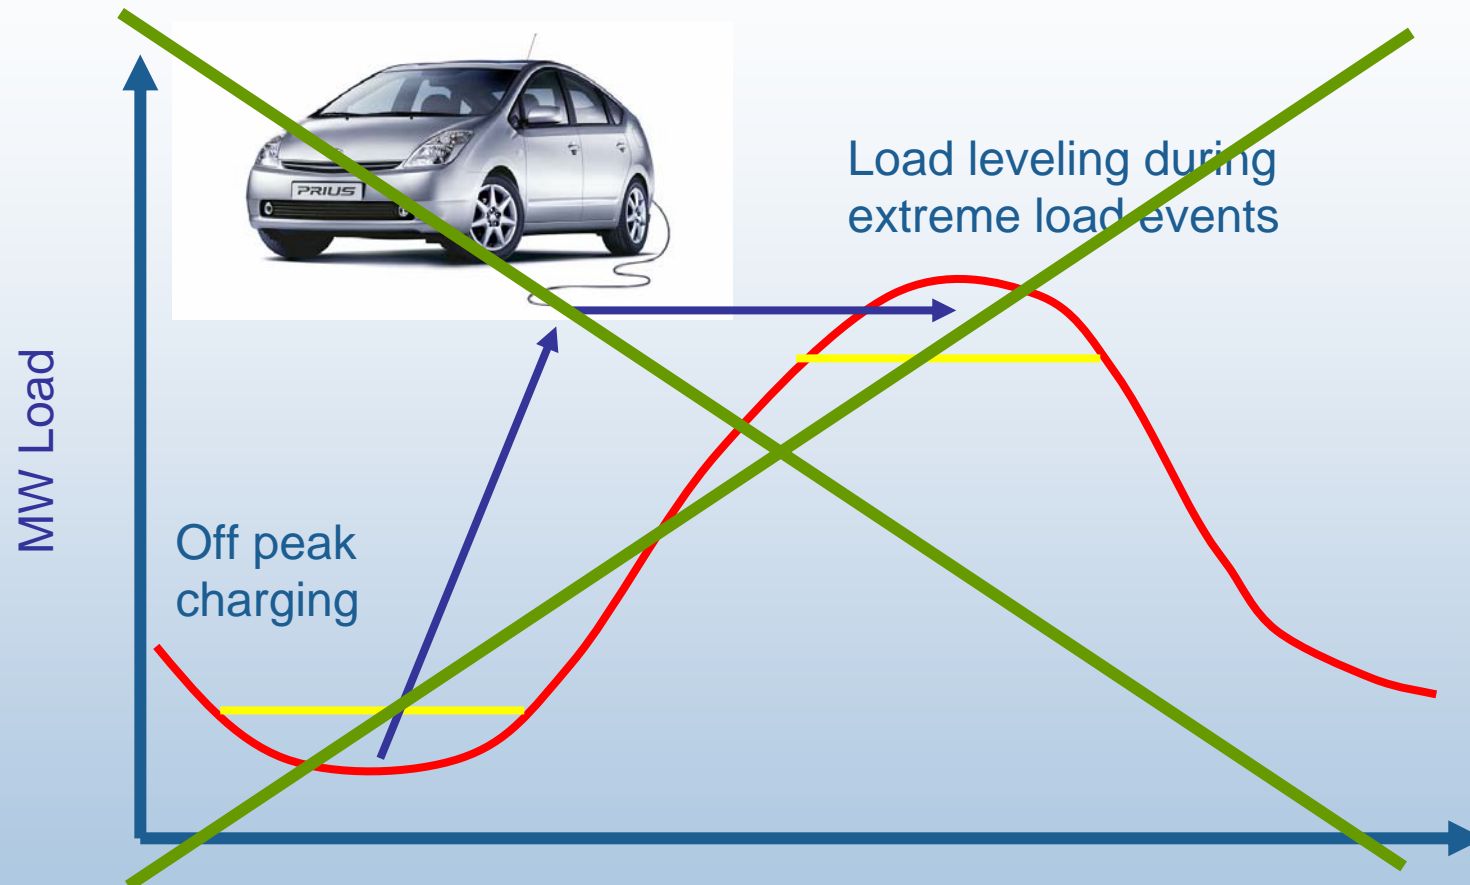 PRIUS
Load leveling during
extreme load events
MW Load
Off peak
charging